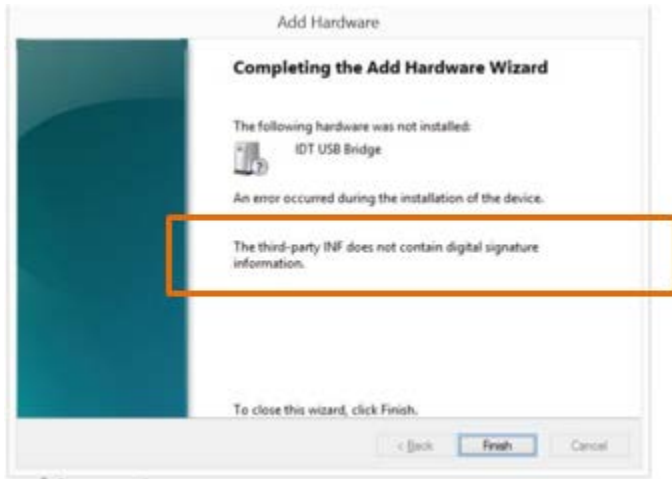 Add Hardware
Completing the Add Hardware Wizard
The following hardware was not installed:
IDT USB Bridge
An error occurred during the installation of the device.
The third-party INF does not contain digital signature
information.
To close this wizard, click Finish.
< Back
Finish
Cancel